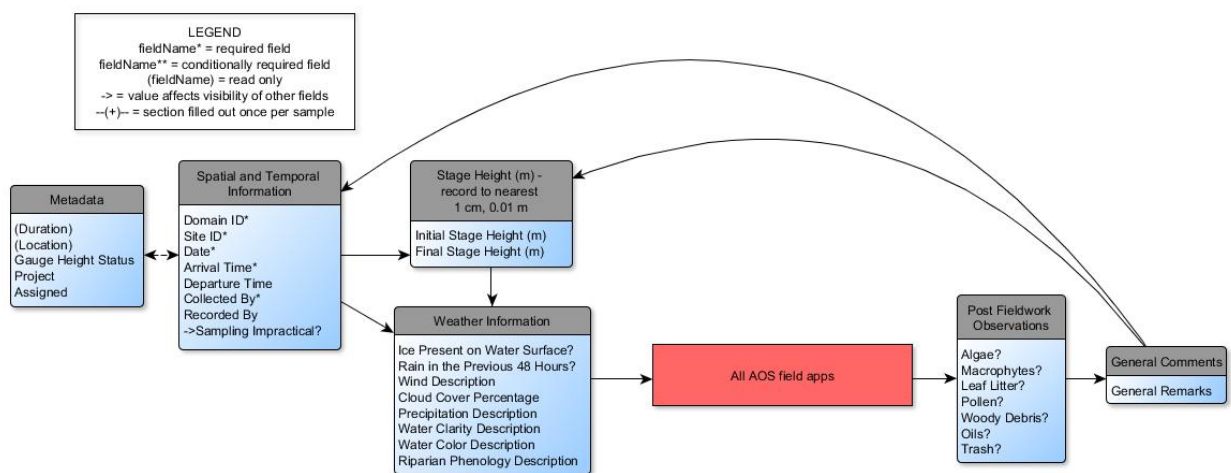 LEGEND
fieldName* = required field
fieldName** = conditionally required field
(fieldName) = read only
-> = value affects visibility of other fields
--(+)-- = section filled out once per sample
Metadata
(Duration)
(Location)
Gauge Height Status
Project
Assigned
Spatial and Temporal
Information
Domain ID*
Site ID*
Date*
Arrival Time*
Departure Time
Collected By*
Recorded By
->Sampling Impractical?
Stage Height (m) -
record to nearest
1 cm, 0.01 m
Initial Stage Height (m)
Final Stage Height (m)
Weather Information
Ice Present on Water Surface?
Rain in the Previous 48 Hours?
Wind Description
Cloud Cover Percentage
Precipitation Description
Water Clarity Description
Water Color Description
Riparian Phenology Description
All AOS field apps
Post Fieldwork
Observations
Algae?
Macrophytes?
Leaf Litter?
Pollen?
Woody Debris?
Oils?
Trash?
General Comments
General Remarks